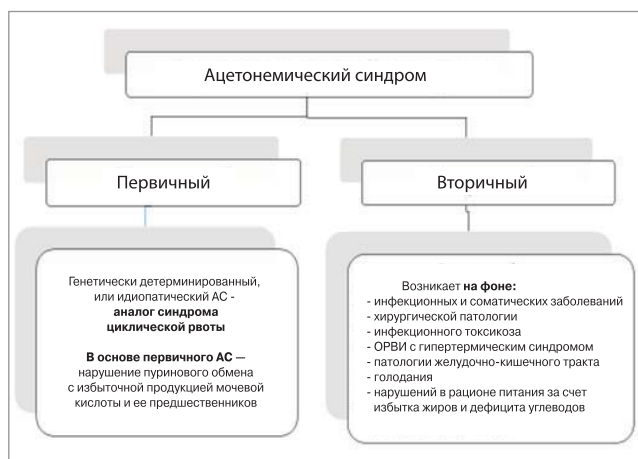 Ацетонемический синдром
Первичный
Вторичный
Генетически детерминированный,
или идиопатический АС -
аналог синдрома
циклической рвоты
В основе первичного АС —
нарушение пуринового обмена
с избыточной продукцией мочевой
кислоты и ее предшественников
Возникает на фоне:
- инфекционных и соматических заболеваний
- хирургической патологии
- инфекционного токсикоза
- ОРВИ с гипертермическим синдромом
- патологии желудочно-кишечного тракта
- голодания
- нарушений в рационе питания за счет
избытка жиров и дефицита углеводов